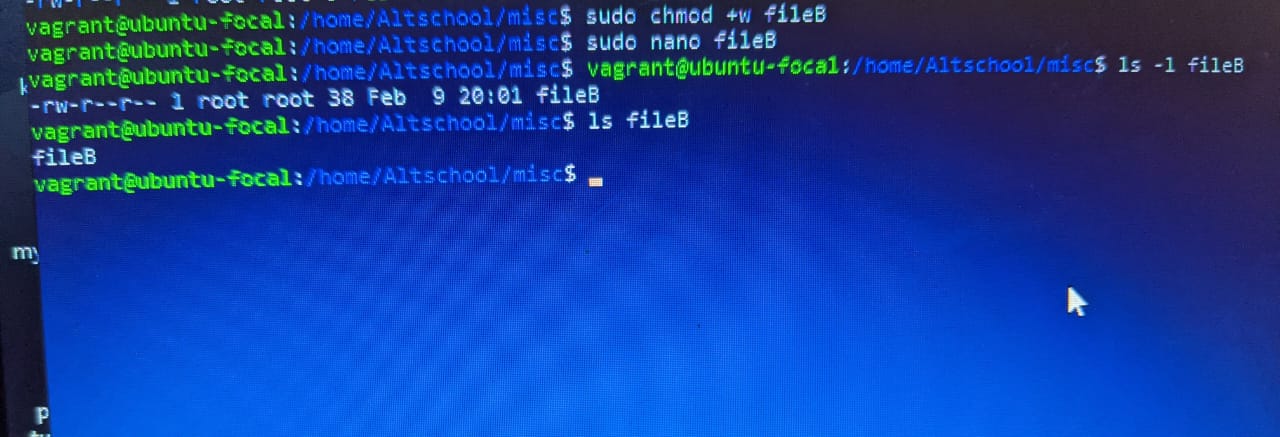 vagrant@ubuntu-focal:/home/Altschool/misc$ sudo chmod +w fileB
vagrant@ubuntu-focal:/home/Altschool/misc$ sudo nano fileB
vagrant@ubuntu-focal:/home/Altschool/misc$ vagrant@ubuntu-focal:/home/Altschool/misc$ ls -l fileB
-rw-r--r-- 1 root root 38 Feb 9 20:01 fileB
vagrant@ubuntu-focal:/home/Altschool/misc$ ls fileB
fileB
vagrant@ubuntu-focal:/home/Altschool/misc$
my
p